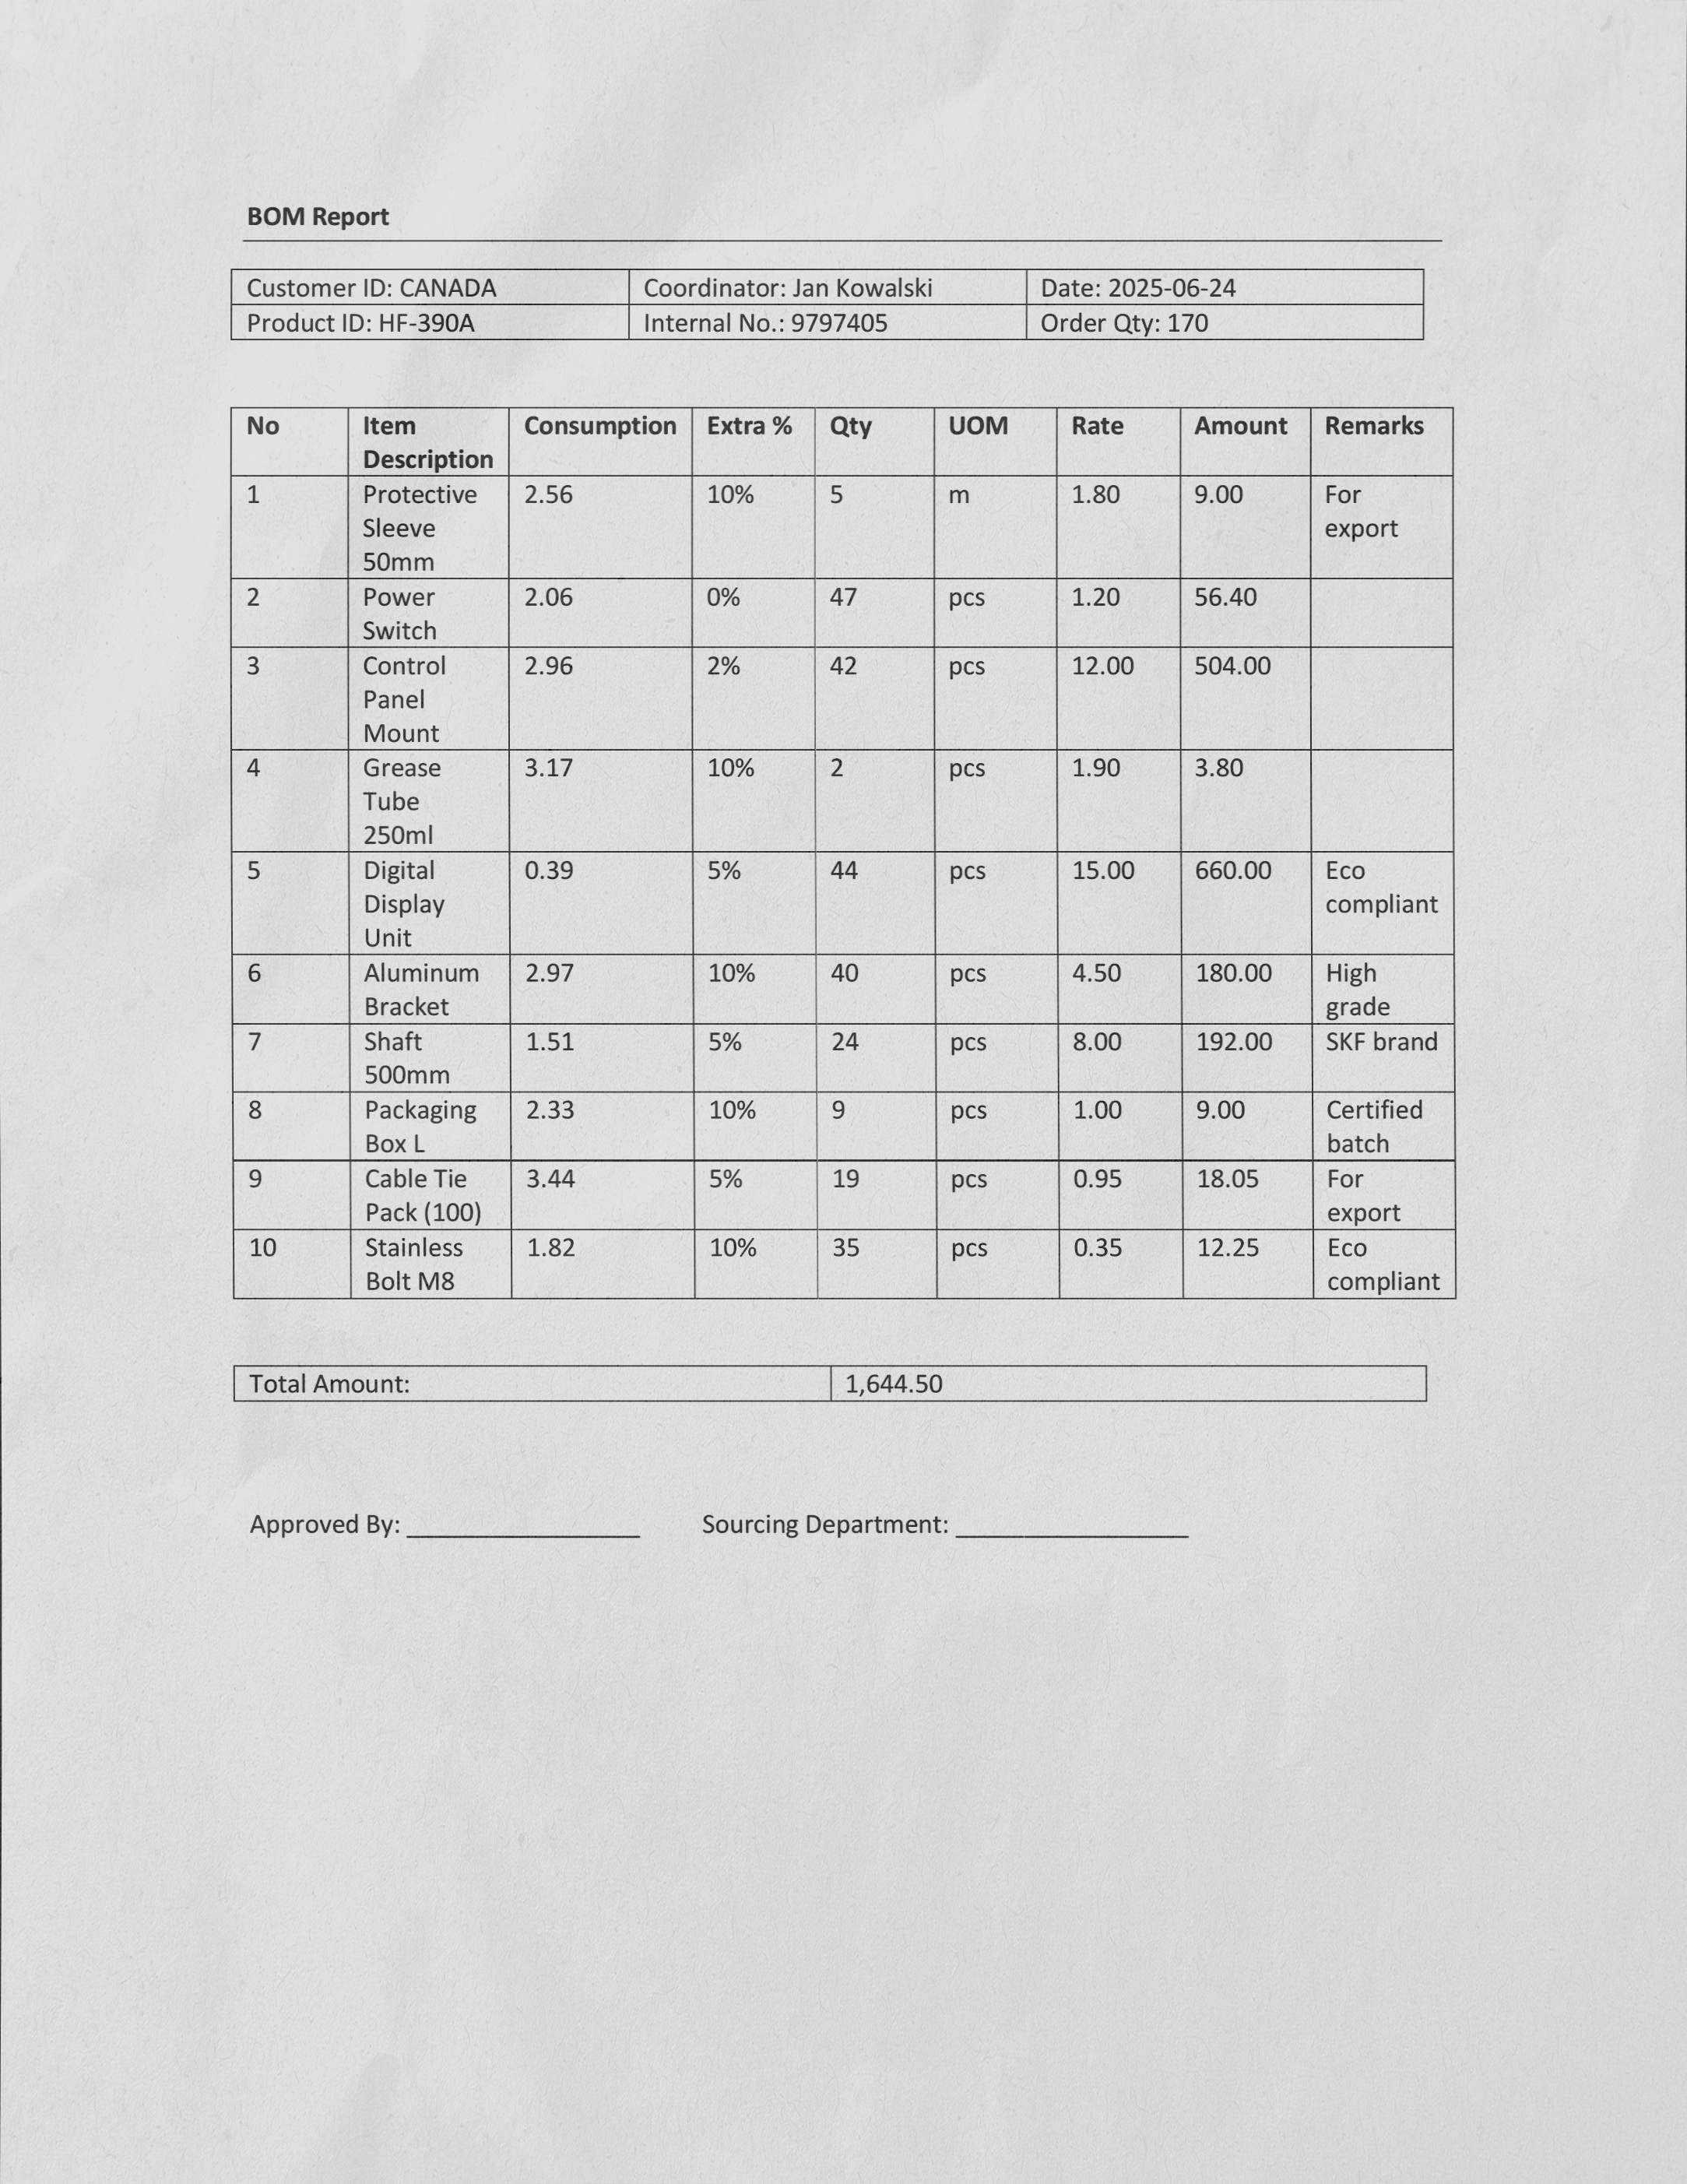 BOM Report
Customer ID: CANADA Coordinator: Jan Kowalski Date: 2025-06-24
Product ID: HF-390A Internal No.: 9797405 Order Qty: 170
No Item Consumption Extra % Qty UOM Rate Amount Remarks
Description
1 Protective 2.56 10% 5 m 1.80 9.00 For
Sleeve export
50mm
2 Power 2.06 0% 47 pcs 1.20 56.40
Switch
3 Control 2.96 2% 42 pcs 12.00 504.00
Panel
Mount
4 Grease 3.17 10% 2 pcs 1.90 3.80
Tube
250ml
5 Digital 0.39 5% 44 pcs 15.00 660.00 Eco
Display compliant
Unit
6 Aluminum 2.97 10% 40 pcs 4.50 180.00 High
Bracket grade
7 Shaft 1.51 5% 24 pcs 8.00 192.00 SKF brand
500mm
8 Packaging 2.33 10% 9 pcs 1.00 9.00 Certified
Box L batch
9 Cable Tie 3.44 5% 19 pcs 0.95 18.05 For
Pack (100) export
10 Stainless 1.82 10% 35 pcs 0.35 12.25 Eco
Bolt M8 compliant
Total Amount: 1,644.50
Approved By: __________________ Sourcing Department: __________________